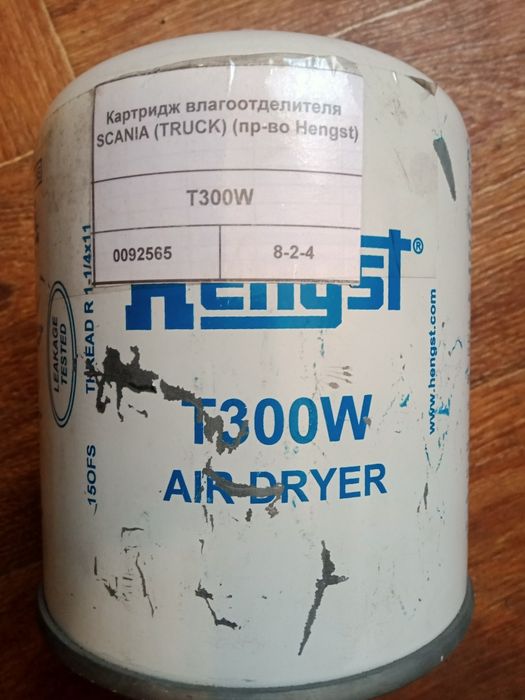 Картридж влагоотделителя
SCANIA (TRUCK) (пр-во Hengst)
T300W
0092565
8-2-4
Hengst®
LEAKAGE
TESTED
THREAD R 1-1/4x11
www.hengst.com
T300W
AIR DRYER